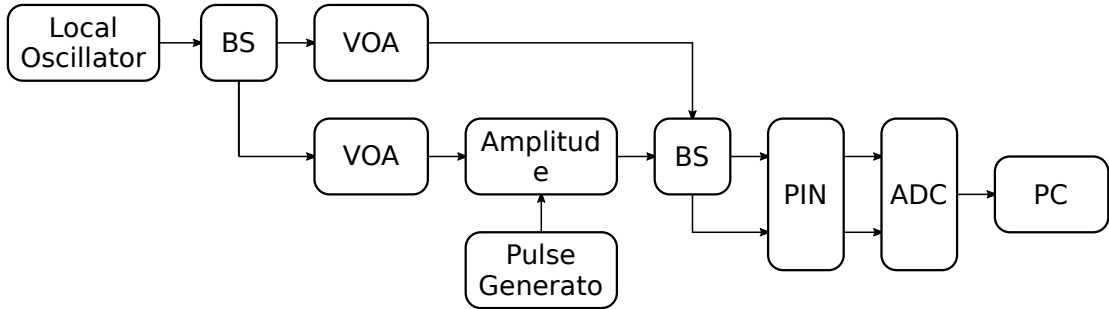 Local
Oscillator
BS
VOA
VOA
Amplitud
e
BS
PIN
ADC
PC
Pulse
Generato